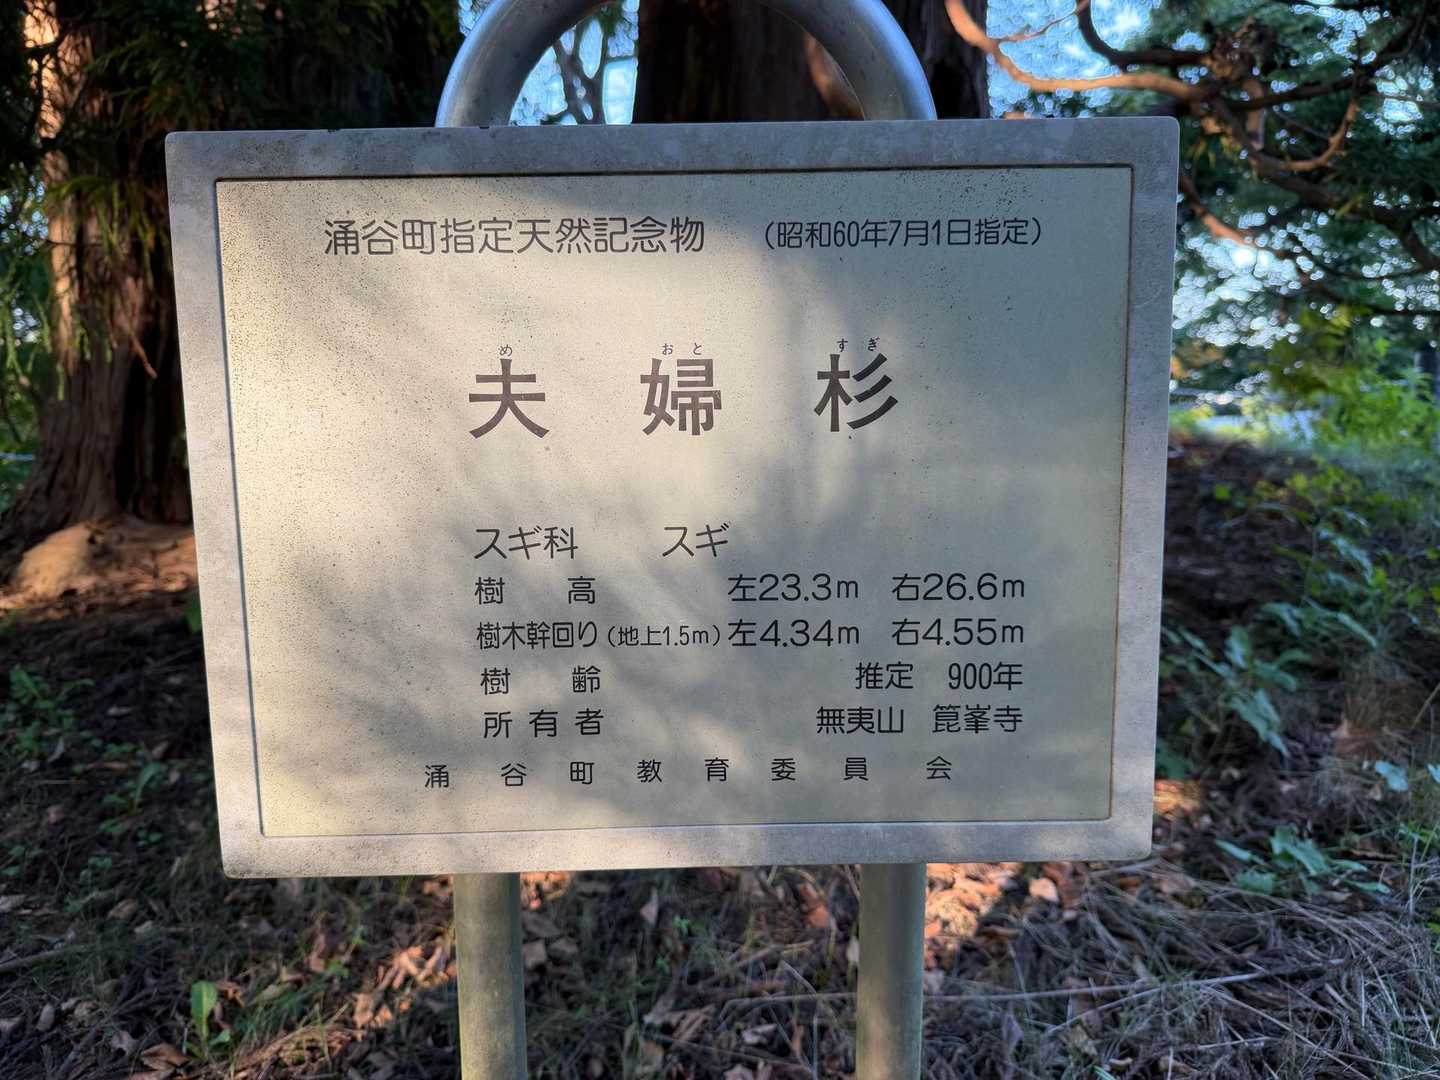 涌谷町指定天然記念物 （昭和60年7月1日指定）
め おと すぎ
夫 婦 杉
スギ科 スギ
樹 高 左23.3m 右26.6m
樹木幹回り（地上1.5m）左4.34m 右4.55m
樹 齢 推定 900年
所有者 無夷山 箟峯寺
涌谷町教育委員会